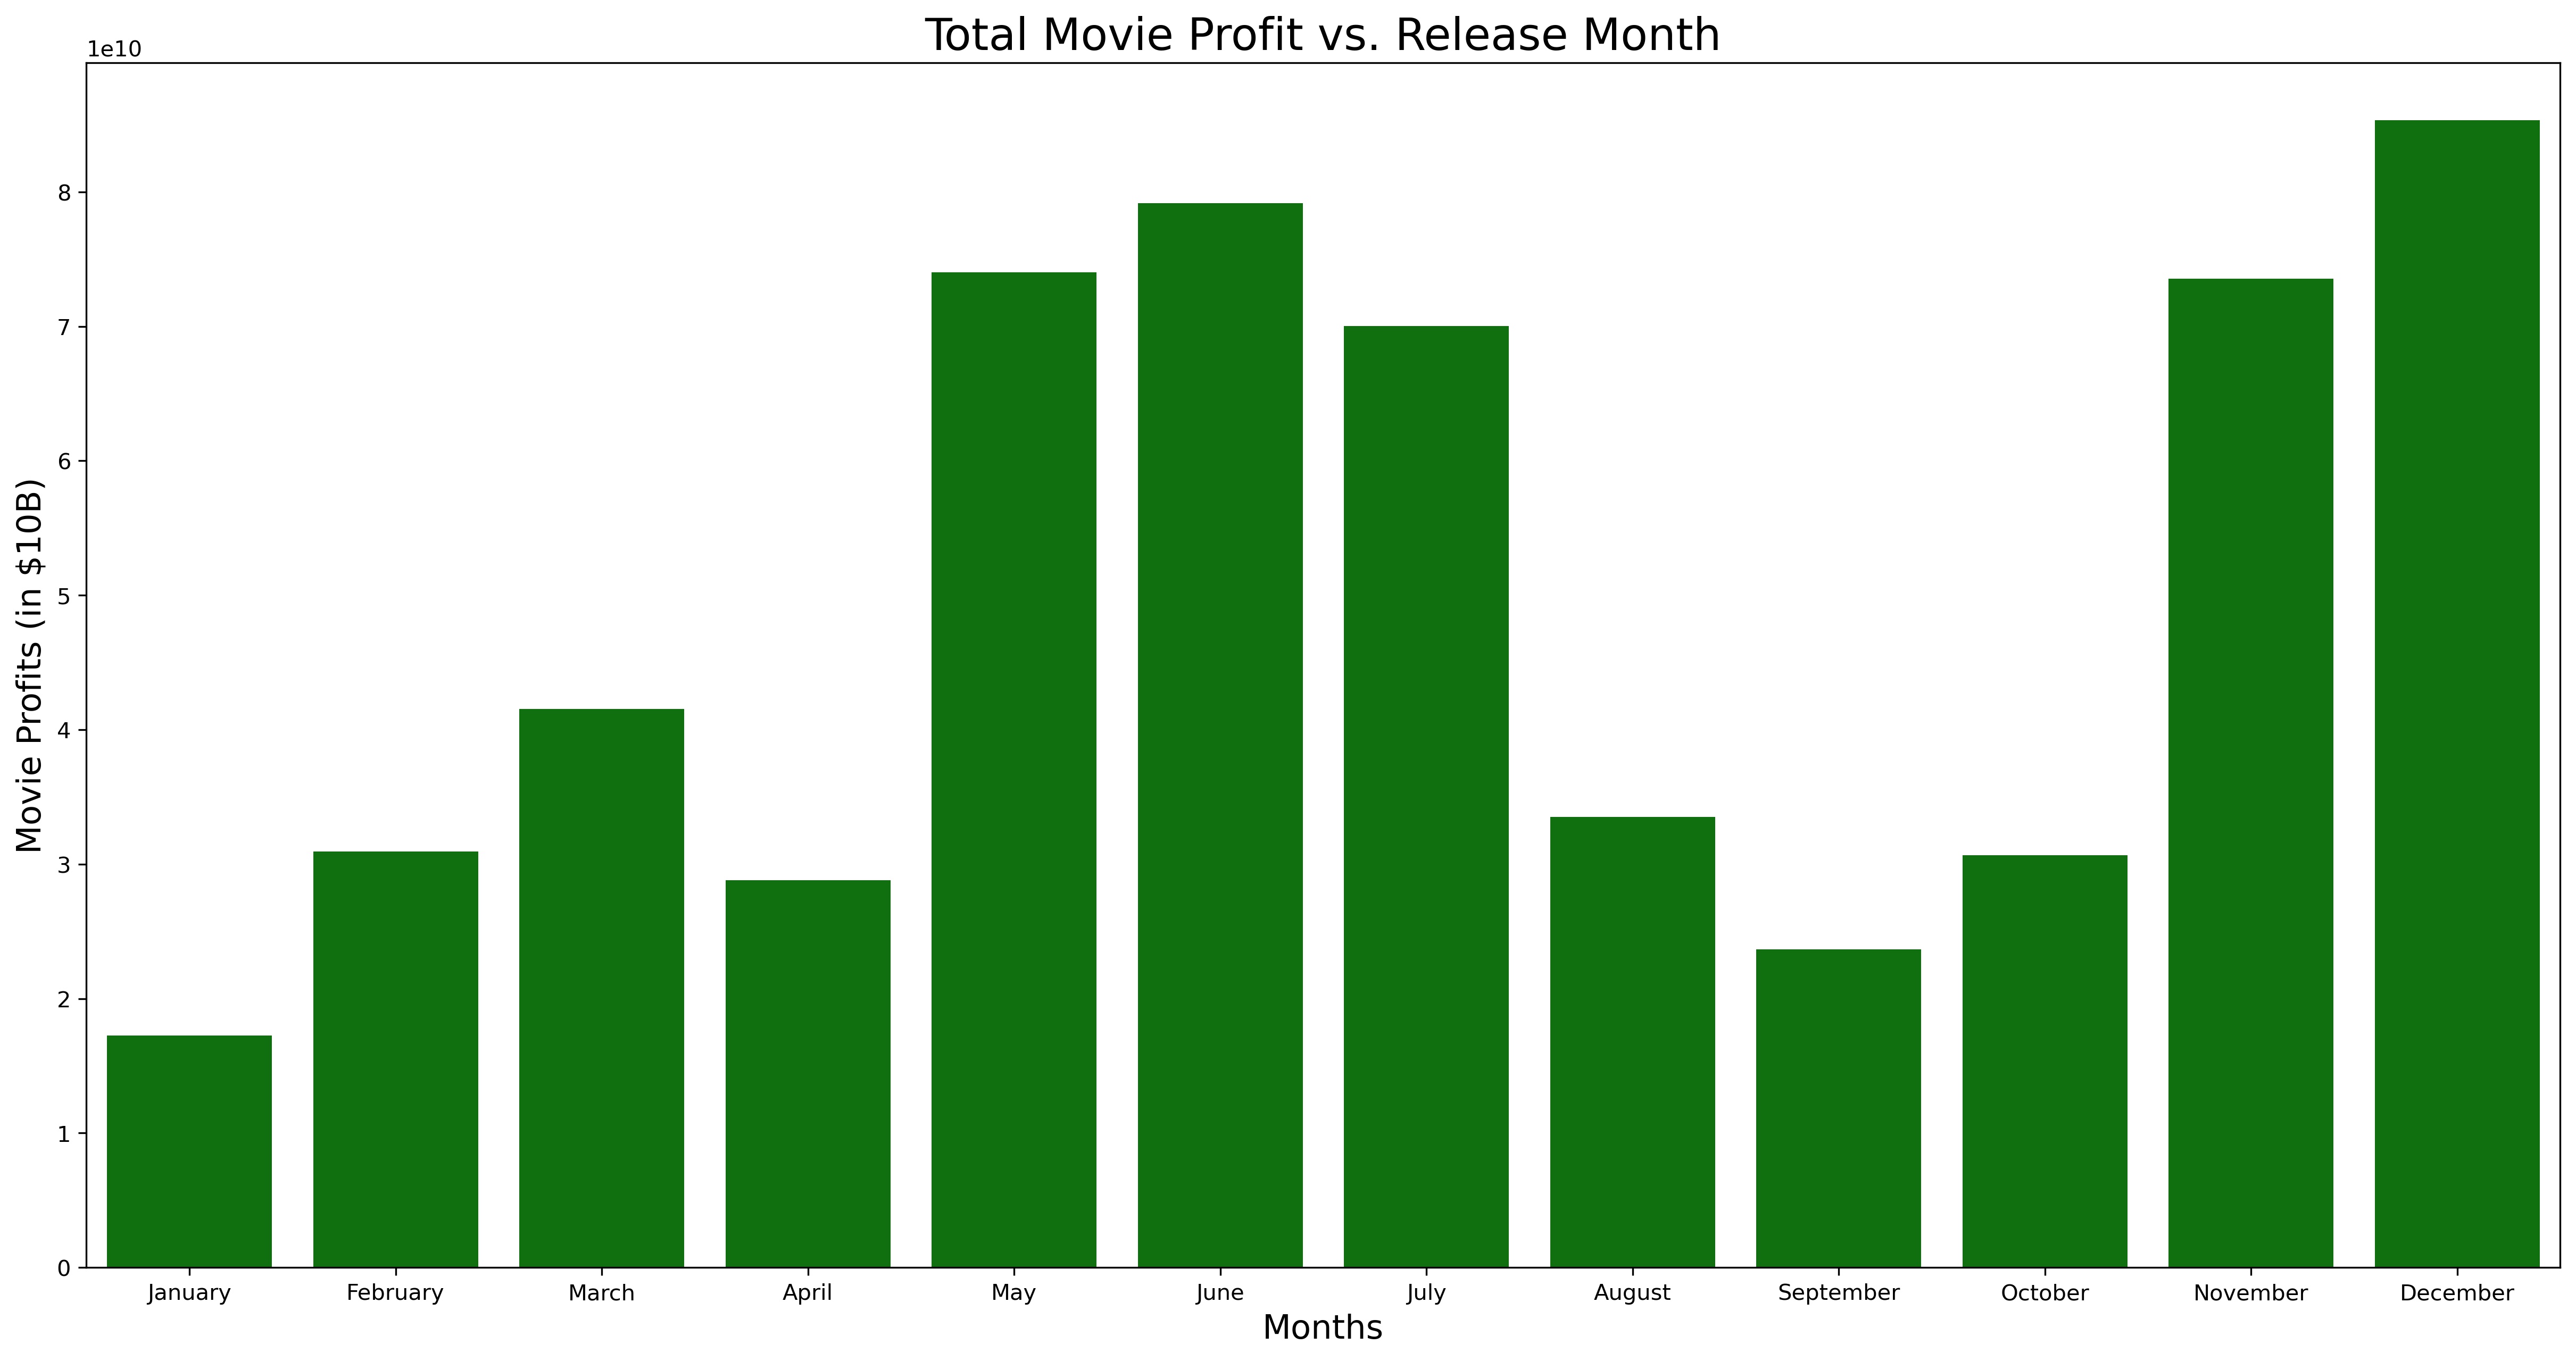 Total Movie Profit vs. Release Month
1e10
Movie Profits (in $10B)
8
7
6
5
4
3
2
1
0
January February March April May June July August September October November December
Months